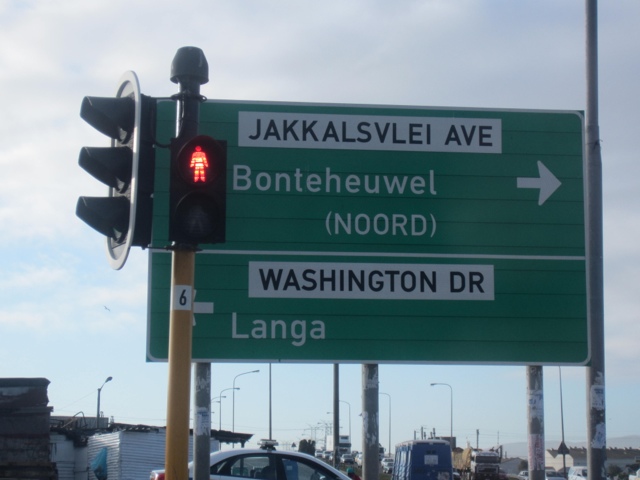 JAKKALSVLEI AVE
Bonteheuwel
(NOORD)
WASHINGTON DR
6
Langa